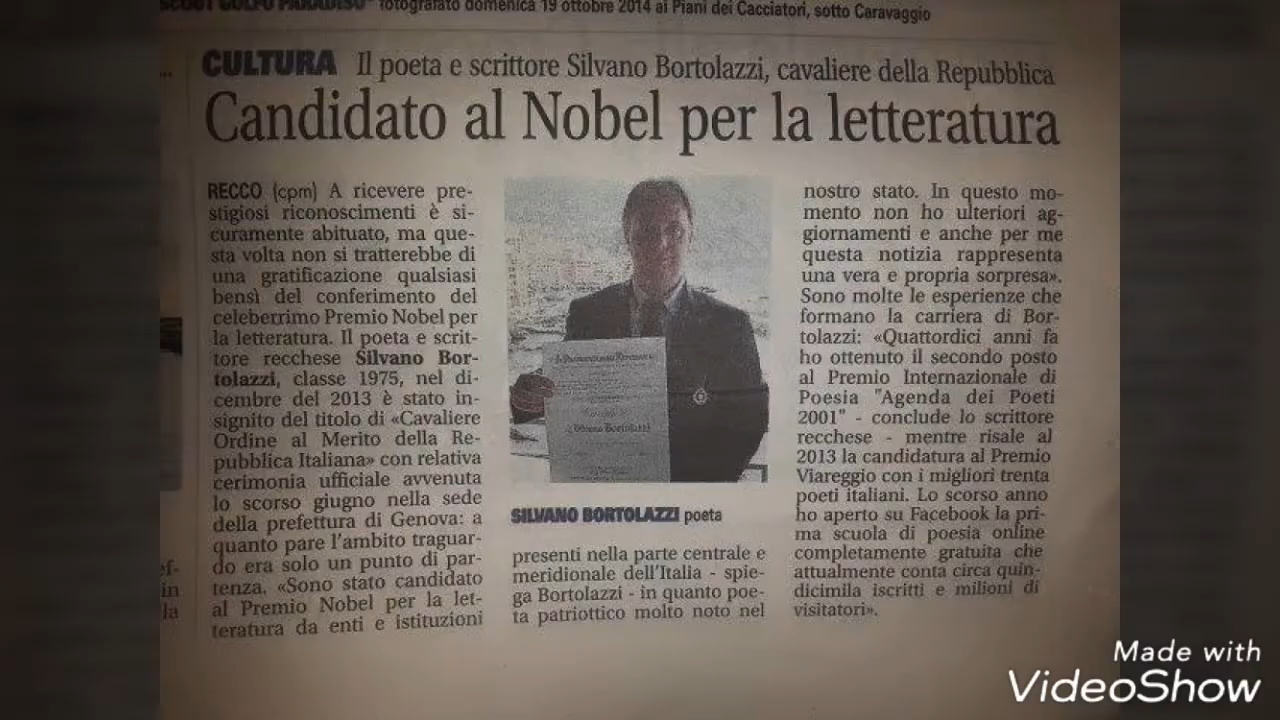 SCOUT GOLFO PARADISO" fotografato domenica 19 ottobre 2014 ai Piani dei Cacciatori, sotto Caravaggio
CULTURA Il poeta e scrittore Silvano Bortolazzi, cavaliere della Repubblica
Candidato al Nobel per la letteratura
RECCO (cpm) A ricevere pre-
stigiosi riconoscimenti è si-
curamente abituato, ma que-
sta volta non si tratterebbe di
una gratificazione qualsiasi
bensì del conferimento del
celeberrimo Premio Nobel per
la letteratura. Il poeta e scrit-
tore recchese Silvano Bor-
tolazzi, classe 1975, nel di-
cembre del 2013 è stato in-
signito del titolo di «Cavaliere
Ordine al Merito della Re-
pubblica Italiana» con relativa
cerimonia ufficiale avvenuta
lo scorso giugno nella sede
della prefettura di Genova: a
quanto pare l'ambito traguar-
do era solo un punto di par-
tenza. «Sono stato candidato
al Premio Nobel per la let-
teratura da enti e istituzioni
Silvano Bortolazzi
SILVANO BORTOLAZZI poeta
presenti nella parte centrale e
meridionale dell'Italia - spie-
ga Bortolazzi - in quanto poe-
ta patriottico molto noto nel
nostro stato. In questo mo-
mento non ho ulteriori ag-
giornamenti e anche per me
questa notizia rappresenta
una vera e propria sorpresa».
Sono molte le esperienze che
formano la carriera di Bor-
tolazzi: «Quattordici anni fa
ho ottenuto il secondo posto
al Premio Internazionale di
Poesia "Agenda dei Poeti
2001" - conclude lo scrittore
recchese - mentre risale al
2013 la candidatura al Premio
Viareggio con i migliori trenta
poeti italiani. Lo scorso anno
ho aperto su Facebook la pri-
ma scuola di poesia online
completamente gratuita che
attualmente conta circa quin-
dicimila iscritti e milioni di
visitatori».
ef-
in
la
Made with
VideoShow